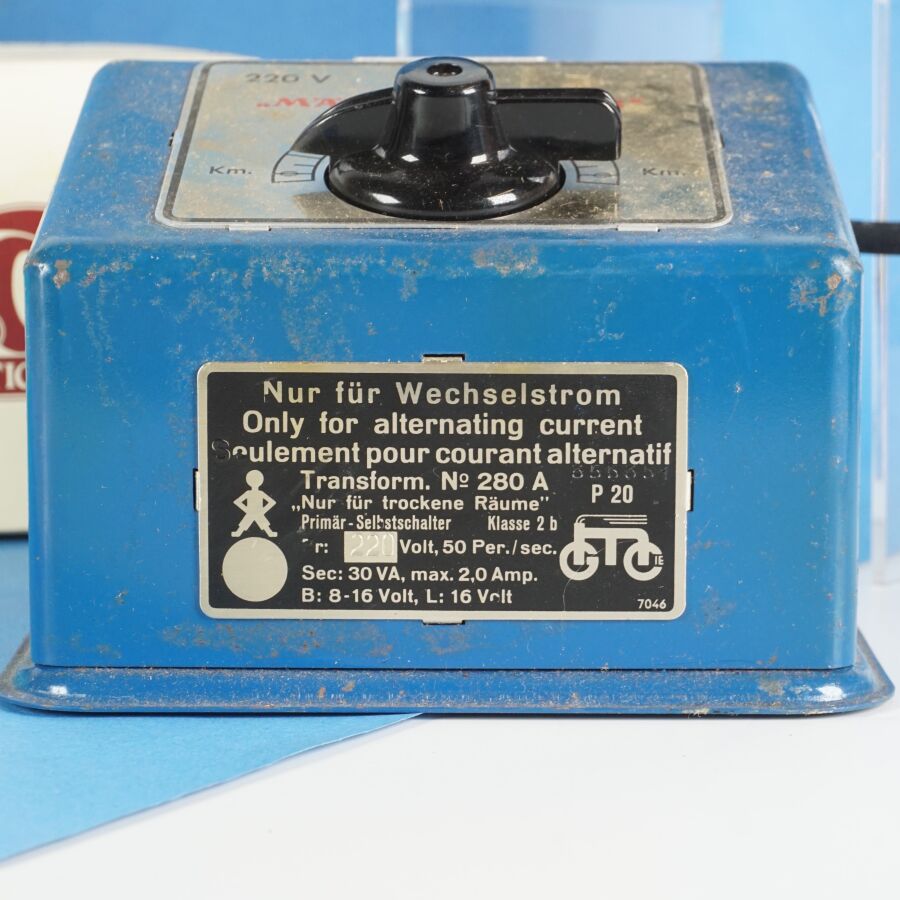 220 V
Km. Km.
Nur für Wechselstrom
Only for alternating current
Seulement pour courant alternatif
Transform. Nº 280 A
„Nur für trockene Räume"
P 20
Primär-Selbstschalter Klasse 2 b
r: 220 Volt, 50 Per./sec.
Sec: 30 VA, max. 2,0 Amp.
B: 8-16 Volt, L: 16 Volt
7046